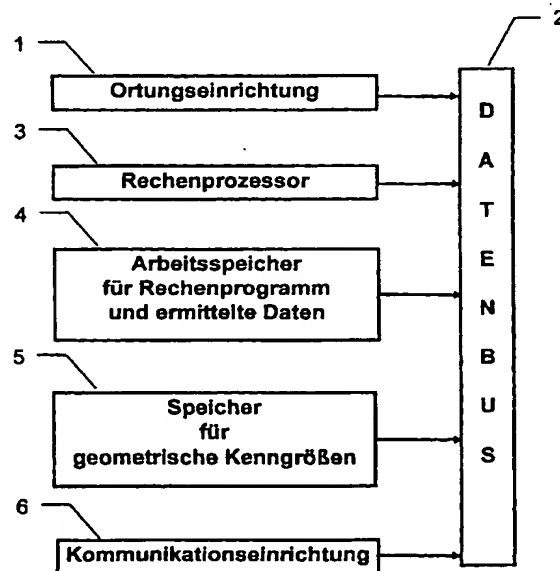 1
2
Ortungseinrichtung
3
Rechenprozessor
4
Arbeitsspeicher
für Rechenprogramm
und ermittelte Daten
5
Speicher
für
geometrische Kenngrößen
6
Kommunikationseinrichtung
D
A
T
E
N
B
U
S